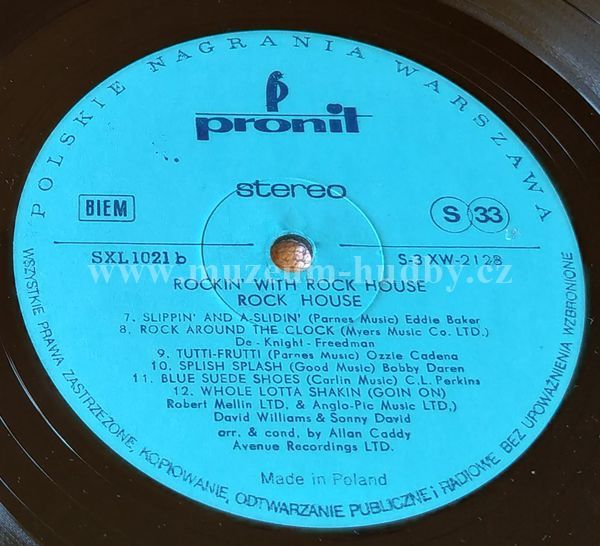 POLSKIE NAGRANIA WARSZAWA
pronit
stereo
BIEM
S 33
SXL 1021 b
S-3 XW-2128
www.muzeum-hudby.cz
ROCKIN' WITH ROCK HOUSE
ROCK HOUSE
7. SLIPPIN' AND A-SLIDIN' (Parnes Music) Eddie Baker
8. ROCK AROUND THE CLOCK (Myers Music Co. LTD.)
De - Knight - Freedman
9. TUTTI-FRUTTI (Parnes Music) Ozzie Cadena
10. SPLISH SPLASH (Good Music) Bobby Daren
11. BLUE SUEDE SHOES (Carlin Music) C.L. Perkins
12. WHOLE LOTTA SHAKIN (GOIN ON)
Robert Mellin LTD. & Anglo-Pic Music LTD,)
David Williams & Sonny David
arr. & cond. by Allan Caddy
Avenue Recordings LTD.
Made in Poland
WSZYSTKIE PRAWA ZASTRZEŻONE, KOPIOWANIE, ODTWARZANIE PUBLICZNE i RADIOWE BEZ UPOWAŻNIENIA WZBRONIONE